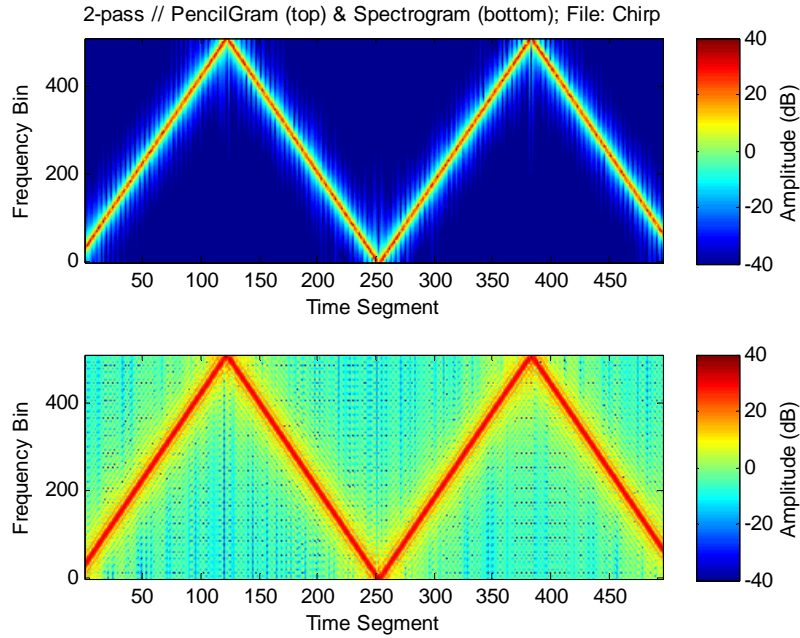 2-pass // PencilGram (top) & Spectrogram (bottom); File: Chirp
Frequency Bin
400
200
0
50 100 150 200 250 300 350 400 450
Time Segment
40
20
0
-20
-40
Amplitude (dB)
Frequency Bin
400
200
0
50 100 150 200 250 300 350 400 450
Time Segment
40
20
0
-20
-40
Amplitude (dB)